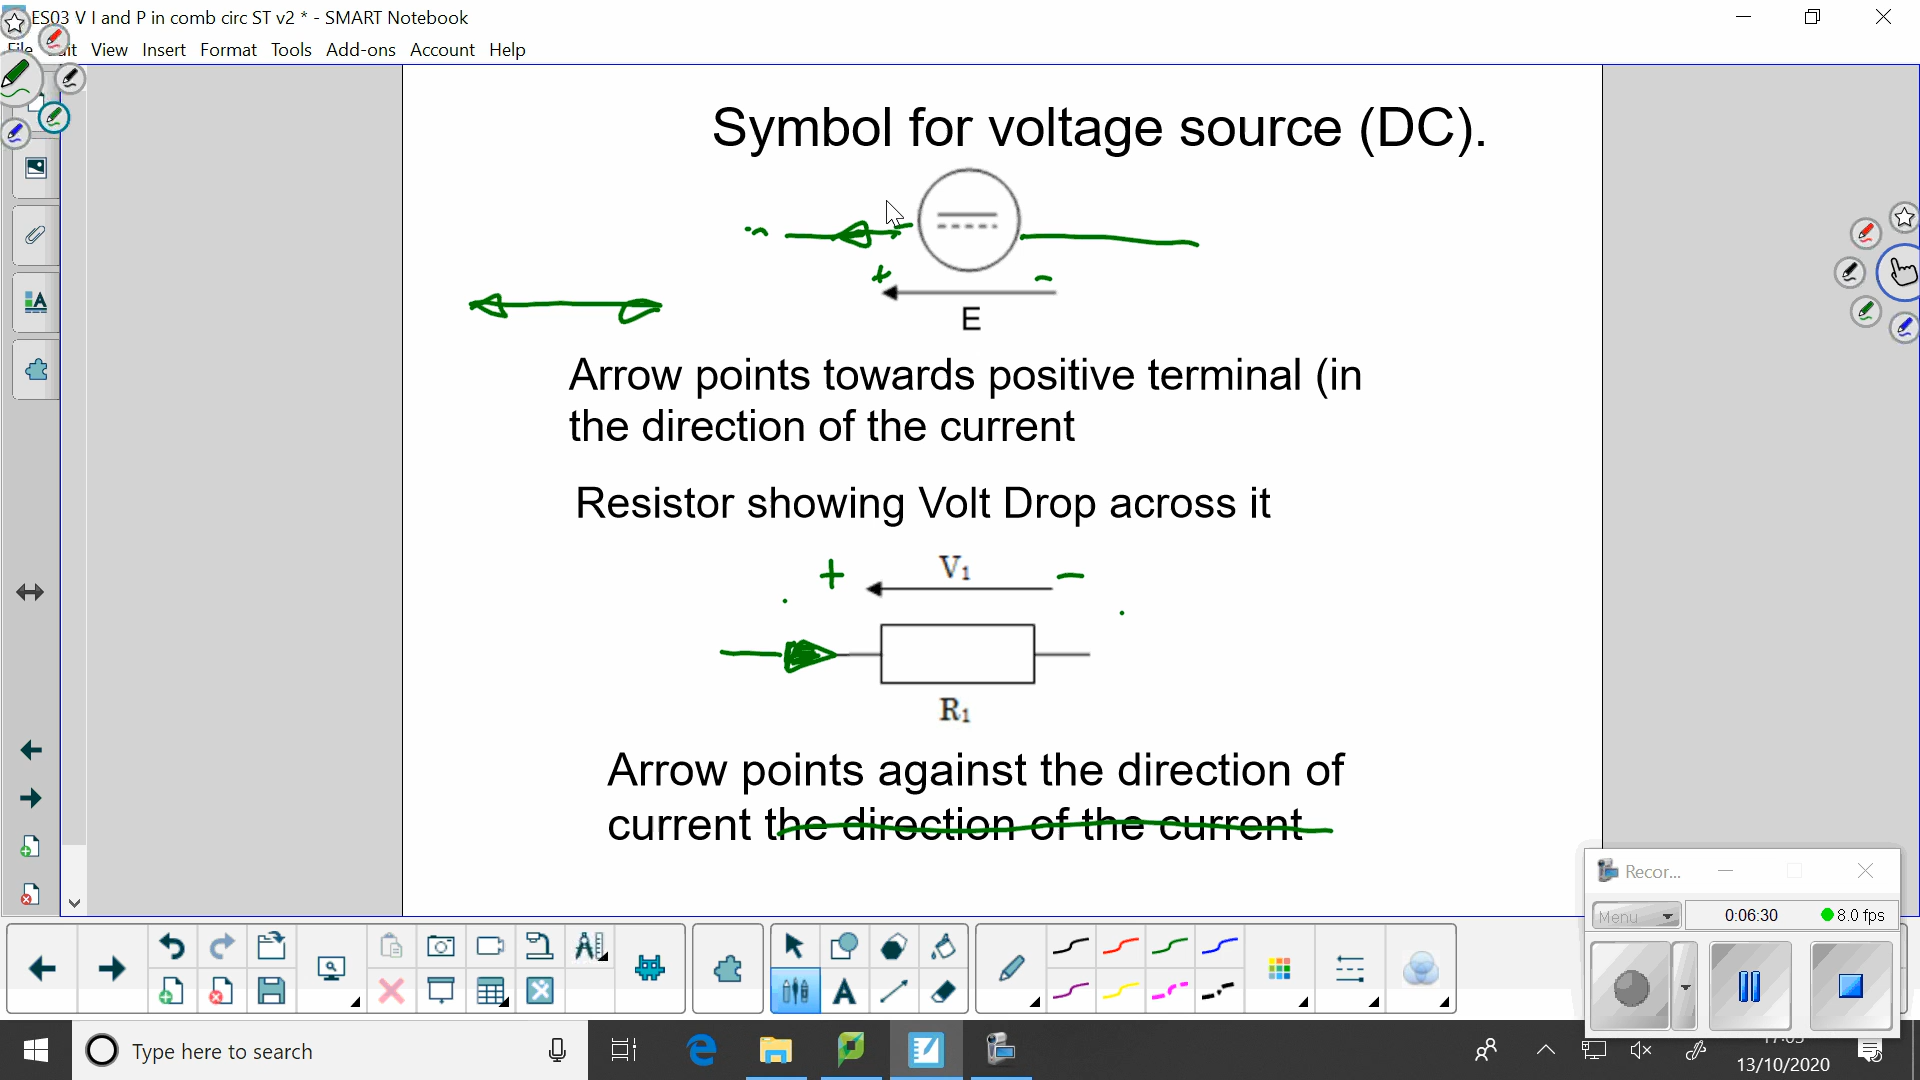 ES03 V I and P in comb circ ST v2 * - SMART Notebook
File Edit View Insert Format Tools Add-ons Account Help
Symbol for voltage source (DC).
+ -
E
Arrow points towards positive terminal (in
the direction of the current
Resistor showing Volt Drop across it
+ V₁ -
R₁
Arrow points against the direction of
current the direction of the current
Recor...
Menu 0:06:30 8.0 fps
Type here to search
13/10/2020